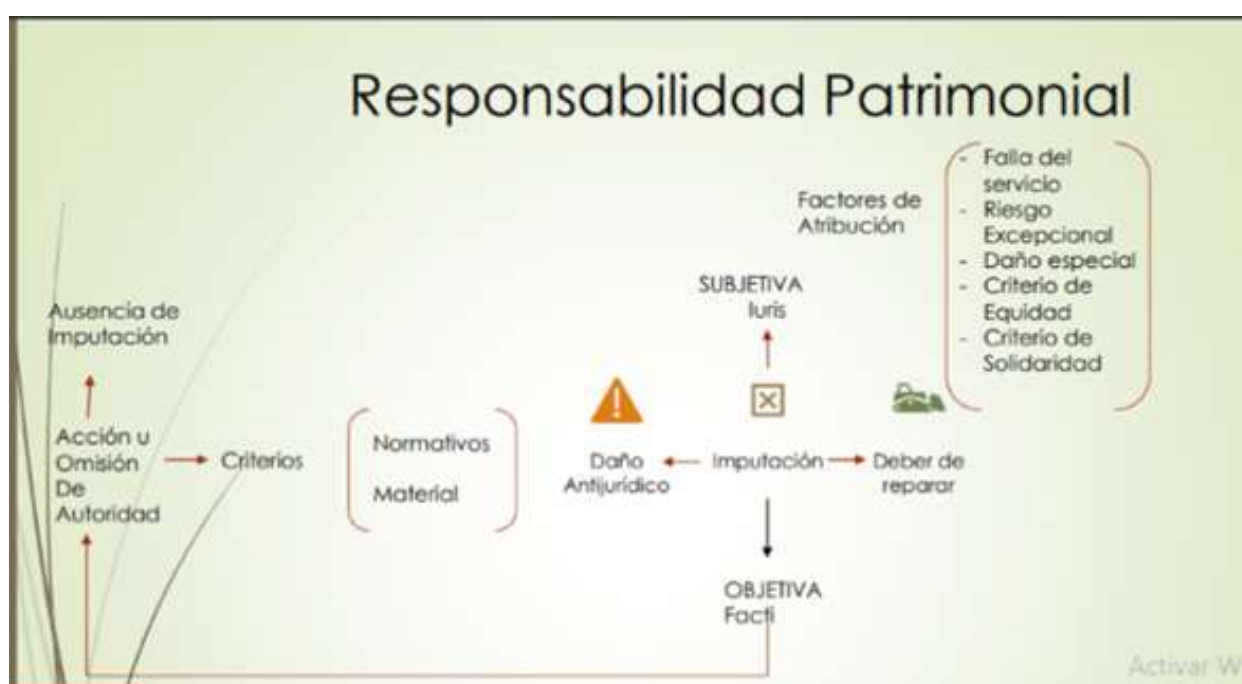 Responsabilidad Patrimonial
Factores de
Atribución
- Falla del
servicio
- Riesgo
Excepcional
- Daño especial
- Criterio de
Equidad
- Criterio de
Solidaridad
SUBJETIVA
Iuris
Ausencia de
Imputación
Acción u
Omisión
De
Autoridad
Criterios
Normativos
Material
Daño
Antijurídico
Imputación
Deber de
reparar
OBJETIVA
Facti
Activar W